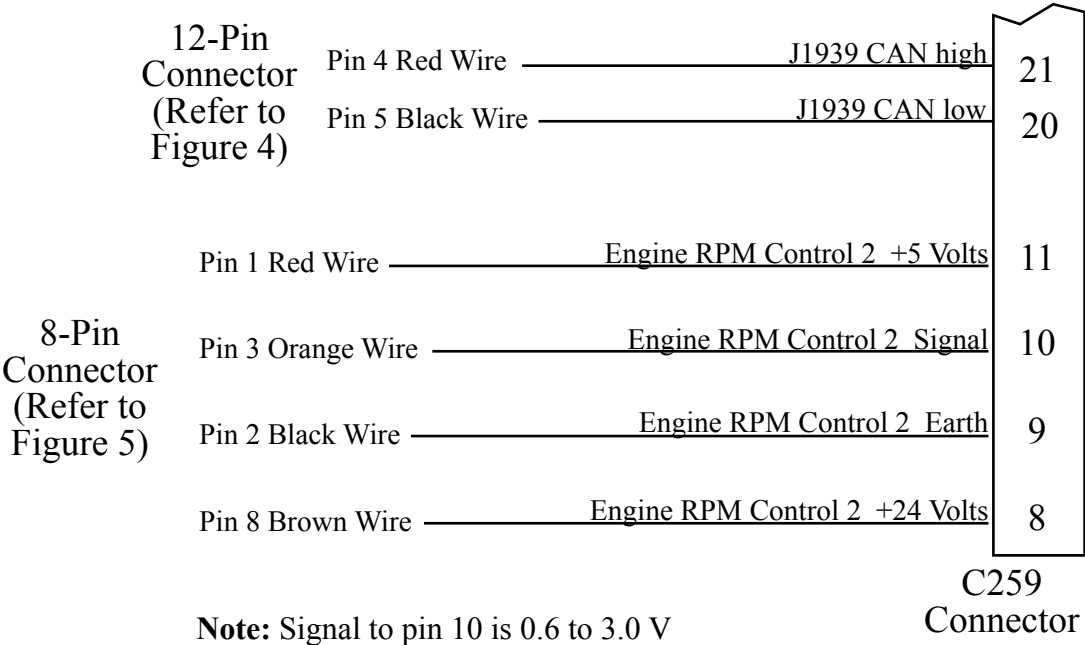 12-Pin
Connector
(Refer to
Figure 4)
Pin 4 Red Wire J1939 CAN high 21
Pin 5 Black Wire J1939 CAN low 20
8-Pin
Connector
(Refer to
Figure 5)
Pin 1 Red Wire Engine RPM Control 2 +5 Volts 11
Pin 3 Orange Wire Engine RPM Control 2 Signal 10
Pin 2 Black Wire Engine RPM Control 2 Earth 9
Pin 8 Brown Wire Engine RPM Control 2 +24 Volts 8
C259
Connector
Note: Signal to pin 10 is 0.6 to 3.0 V